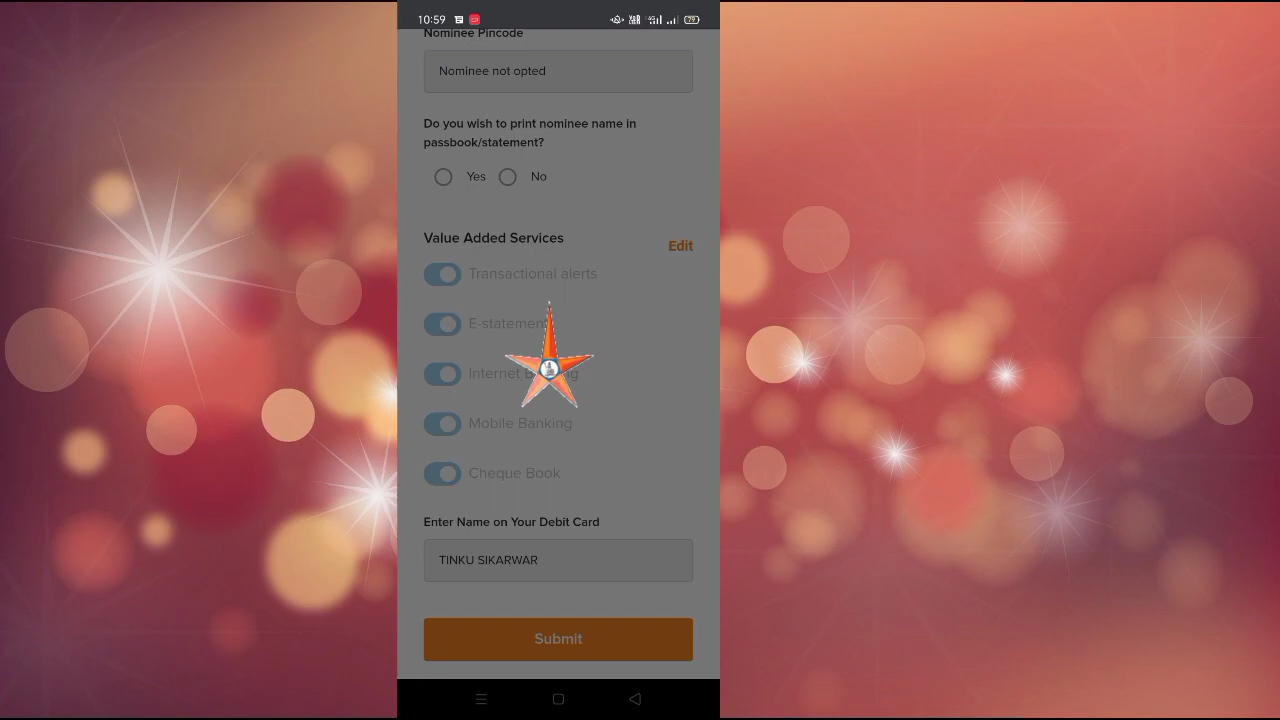 10:59
79
Nominee Pincode
Nominee not opted
Do you wish to print nominee name in
passbook/statement?
Yes No
Value Added Services
Edit
Transactional alerts
E-statement
Internet
Mobile Banking
Cheque Book
Enter Name on Your Debit Card
TINKU SIKARWAR
Submit